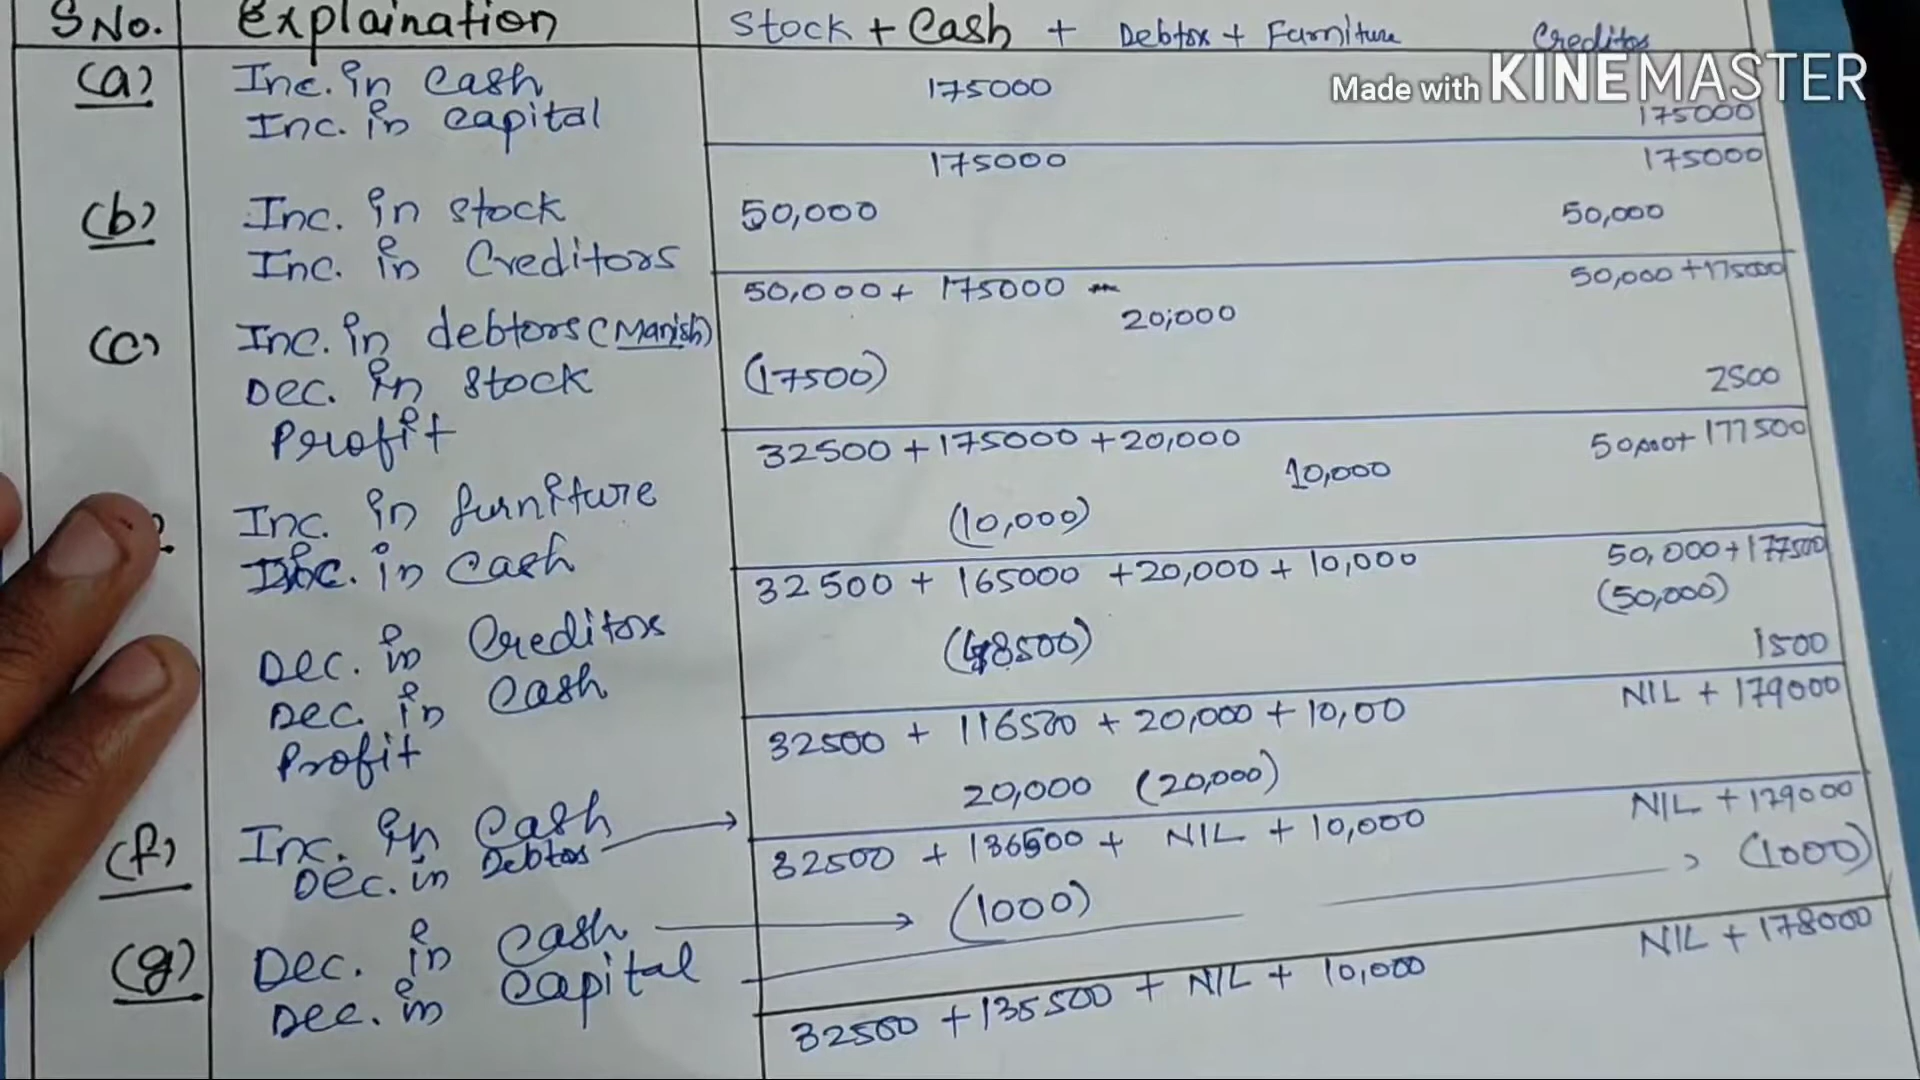 S No. Explaination Stock + Cash + Debtox + Furniture Creditos
Made with KINEMASTER
(a) Inc. in cash 175000
Inc. in capital 175000
175000 175000
(b) Inc. in stock 50,000 50,000
Inc. in Creditors
50,000 + 175000 50,000 + 175000
(c) Inc. in debtors (Manish) 20,000
Dec. in stock (17500) 2500
Profit
32500 + 175000 + 20,000 50,000 + 177500
Inc. in furniture 10,000
Dec. in Cash (10,000)
32500 + 165000 + 20,000 + 10,000 50,000 + 177500
Dec. in Creditors (50,000)
Dec. in Cash (48500) 1500
Profit
32500 + 116500 + 20,000 + 10,00 NIL + 179000
(f) Inc. in Cash 20,000 (20,000)
Dec. in Debtos
32500 + 136500 + NIL + 10,000 NIL + 179000
(g) Dec. in Cash (1000) (1000)
Dec. in Capital
32500 + 135500 + NIL + 10,000 NIL + 178000